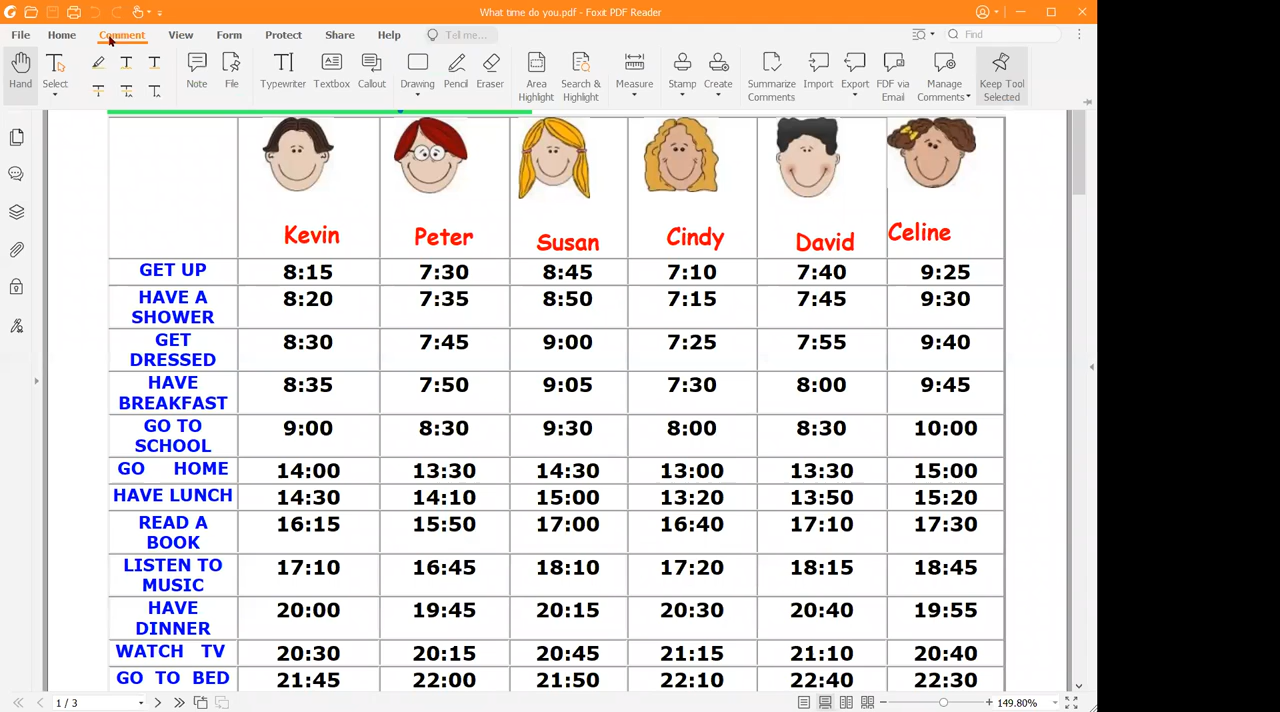 What time do you.pdf - Foxit PDF Reader
File Home Comment View Form Protect Share Help Tell me... Find
Hand Select Note File Typewriter Textbox Callout Drawing Pencil Eraser Area Highlight Search & Highlight Measure Stamp Create Summarize Comments Import Export PDF via Email Manage Comments Keep Tool Selected
Kevin Peter Susan Cindy David Celine
GET UP 8:15 7:30 8:45 7:10 7:40 9:25
HAVE A SHOWER 8:20 7:35 8:50 7:15 7:45 9:30
GET DRESSED 8:30 7:45 9:00 7:25 7:55 9:40
HAVE BREAKFAST 8:35 7:50 9:05 7:30 8:00 9:45
GO TO SCHOOL 9:00 8:30 9:30 8:00 8:30 10:00
GO HOME 14:00 13:30 14:30 13:00 13:30 15:00
HAVE LUNCH 14:30 14:10 15:00 13:20 13:50 15:20
READ A BOOK 16:15 15:50 17:00 16:40 17:10 17:30
LISTEN TO MUSIC 17:10 16:45 18:10 17:20 18:15 18:45
HAVE DINNER 20:00 19:45 20:15 20:30 20:40 19:55
WATCH TV 20:30 20:15 20:45 21:15 21:10 20:40
GO TO BED 21:45 22:00 21:50 22:10 22:40 22:30
1 / 3 149.80%